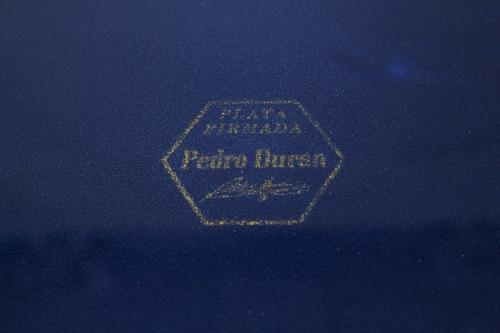 PLATA
FIRMADA
Pedro Durán